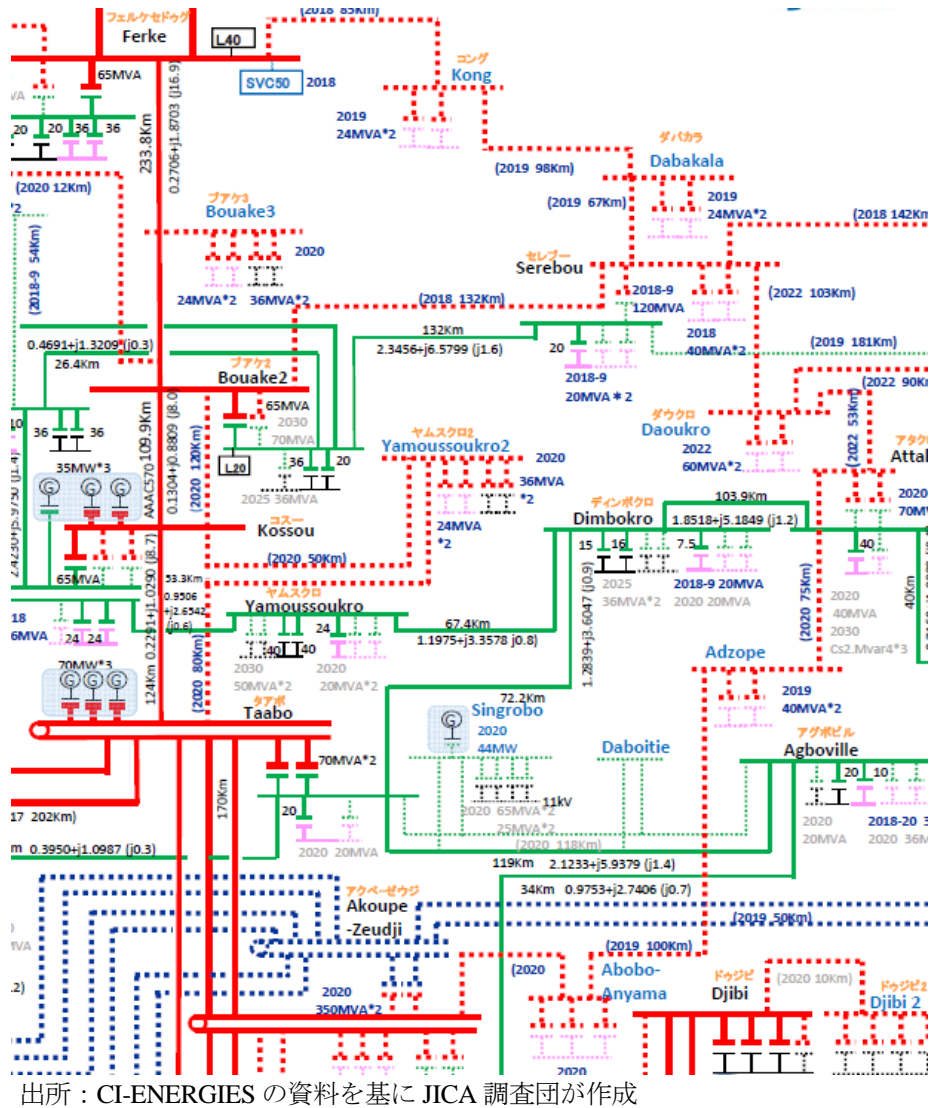 フェルケセドゥグ
Ferke
L40
(2018 85Km)
65MVA
SVC50
2018
コング
Kong
20
20
36
36
2019
24MVA*2
233.8Km
0.2706+j1.8703 (j16.9)
(2019 98Km)
ダバカラ
Dabakala
(2020 12Km)
*2
ブアケ3
Bouake3
(2019 67Km)
2019
24MVA*2
(2018 142Km
2020
セレブー
Serebou
(2018-9 54Km)
24MVA*2
36MVA*2
(2018 132Km)
2018-9
120MVA
(2022 103Km)
0.4691+j1.3209 (j0.3)
26.4Km
132Km
2.3456+j6.5799 (j1.6)
20
2018
40MVA*2
(2019 181Km)
ブアケ2
Bouake2
2018-9
20MVA*2
(2022 90Km)
65MVA
2030
70MVA
ダウクロ
Daoukro
(2022 53Km)
36
36
L20
ヤムスクロ2
Yamoussoukro2
2020
36MVA
*2
2022
60MVA*2
Attak
35MW*3
AAAC570 109.9Km
0.1304+j0.8809 (j8.0)
(2020 120Km)
36
20
2025 36MVA
24MVA
*2
ディンボクロ
Dimbokro
103.9Km
1.8518+j5.1849 (j1.2)
2020
コスー
Kossou
(2020 50Km)
15
16
7.5
40
65MVA
53.3Km
0.9506
+j2.6542
(j0.6)
2025
36MVA*2
2018-9 20MVA
2020 20MVA
(2020 75Km)
2020
40MVA
2030
Cs2.Mvar4*3
40Km
ヤムスクロ
Yamoussoukro
67.4Km
1.1975+j3.3578 j0.8)
1.2839+j3.6047 (j0.9)
24
24
40
40
24
2030
50MVA*2
2020
20MVA*2
Adzope
2019
40MVA*2
70MW*3
124Km 0.2291+j1.0290 (j8.7)
(2020 80Km)
72.2Km
タアボ
Taabo
Singrobo
2020
44MW
Daboitie
アグボビル
Agboville
70MVA*2
170Km
11kV
2020 65MVA*2
25MVA*2
20
10
20
2020 20MVA
(2020 118Km)
2020
20MVA
2018-20
2020 36M
17 202Km)
0.3950+j1.0987 (j0.3)
119Km
2.1233+j5.9379 (j1.4)
34Km 0.9753+j2.7406 (j0.7)
アクペーゼウジ
Akoupe
-Zeudji
(2019 50Km)
(2019 100Km)
(2020
Abobo-
Anyama
ドゥジビ
Djibi
(2020 10Km)
ドゥジビ2
Djibi 2
2020
350MVA*2
2020
出所：CI-ENERGIES の資料を基に JICA 調査団が作成